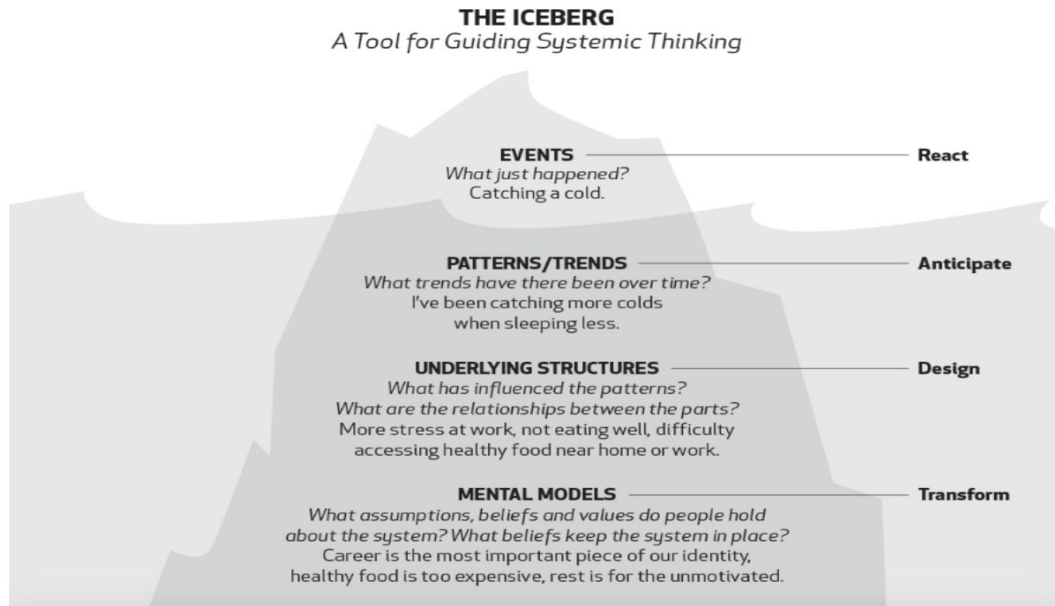 THE ICEBERG
A Tool for Guiding Systemic Thinking
EVENTS
React
What just happened?
Catching a cold.
PATTERNS/TRENDS
Anticipate
What trends have there been over time?
I've been catching more colds
when sleeping less.
UNDERLYING STRUCTURES
Design
What has influenced the patterns?
What are the relationships between the parts?
More stress at work, not eating well, difficulty
accessing healthy food near home or work.
MENTAL MODELS
Transform
What assumptions, beliefs and values do people hold
about the system? What beliefs keep the system in place?
Career is the most important piece of our identity,
healthy food is too expensive, rest is for the unmotivated.